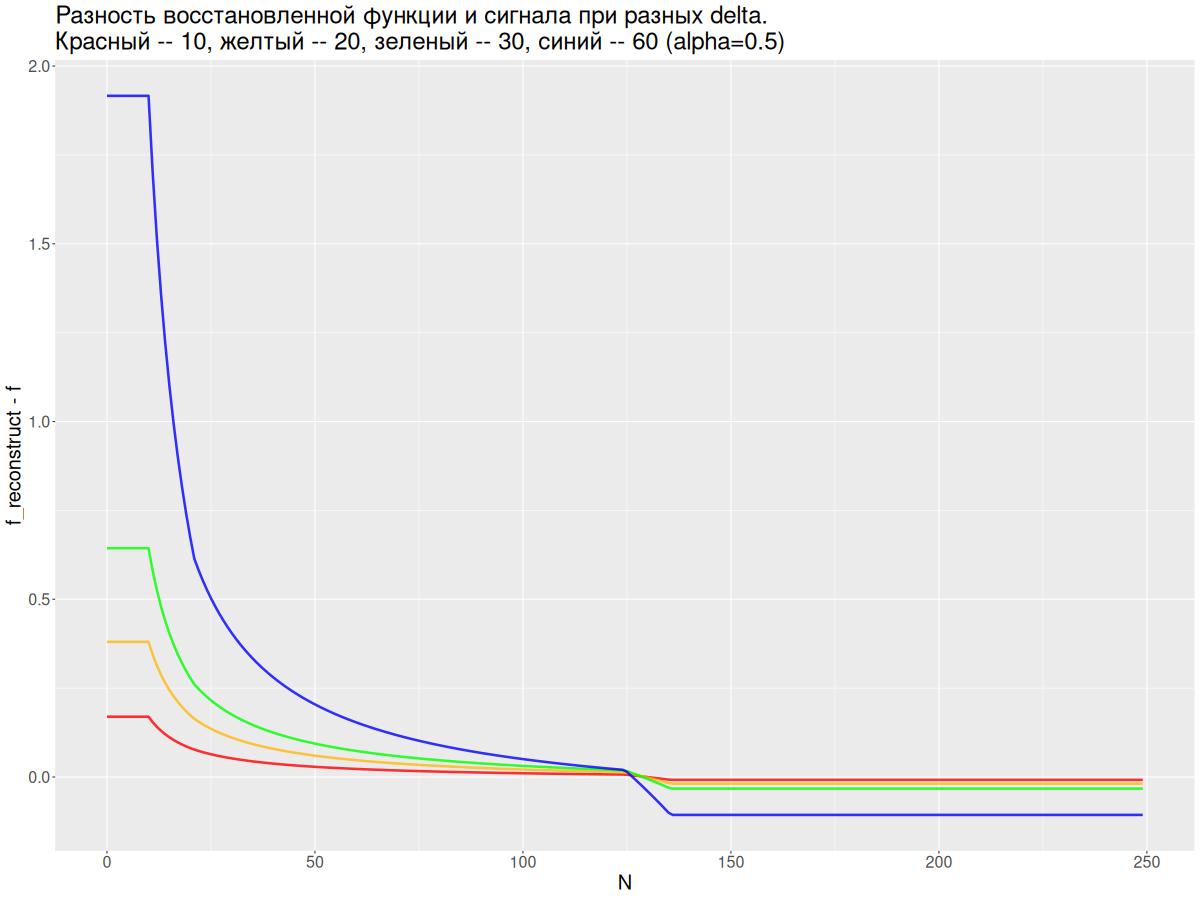 Разность восстановленной функции и сигнала при разных delta.
Красный -- 10, желтый -- 20, зеленый -- 30, синий -- 60 (alpha=0.5)
2.0
1.5
1.0
0.5
0.0
f_reconstruct - f
0 50 100 150 200 250
N